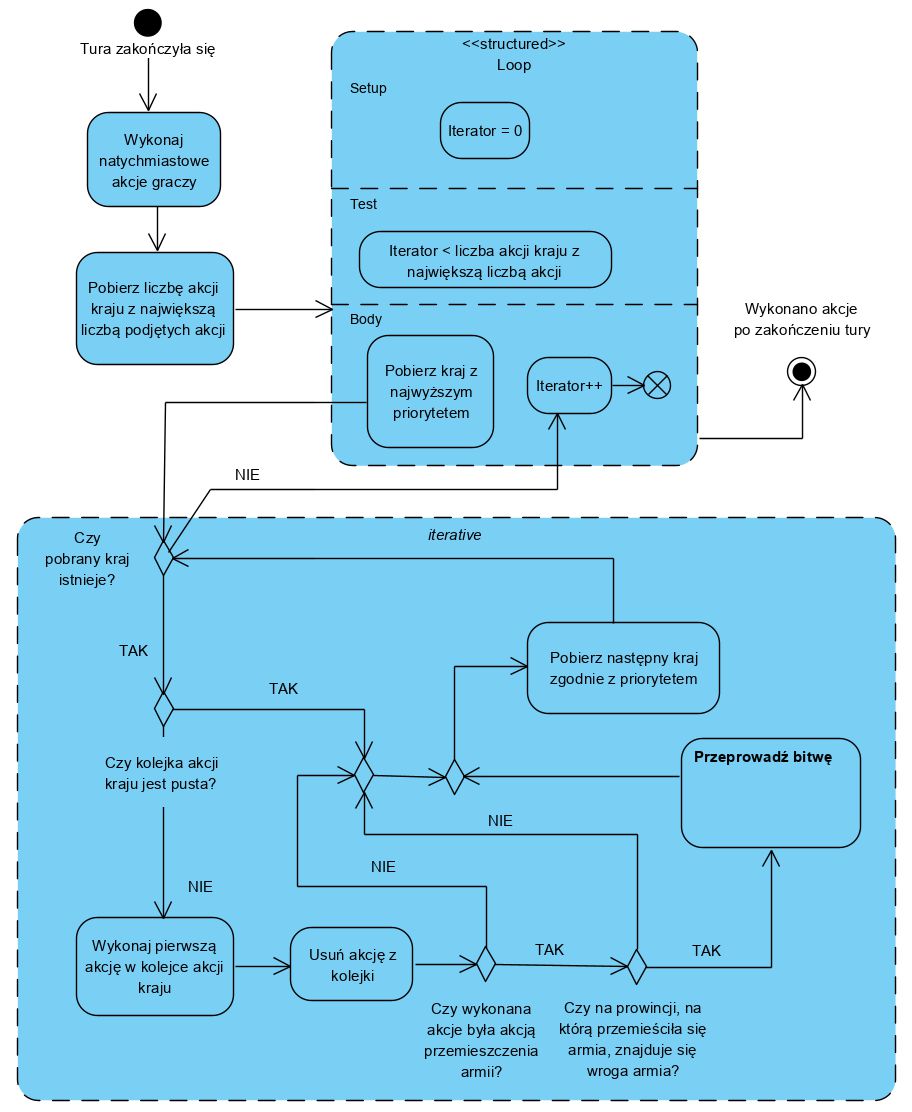 Tura zakończyła się
Wykonaj
natychmiastowe
akcje graczy
Pobierz liczbę akcji
kraju z największą
liczbą podjętych akcji
<<structured>>
Loop
Setup
Iterator = 0
Test
Iterator < liczba akcji kraju z
największą liczbą akcji
Body
Pobierz kraj z
najwyższym
priorytetem
Iterator++
Wykonano akcje
po zakończeniu tury
NIE
iterative
Czy
pobrany kraj
istnieje?
TAK
TAK
Pobierz następny kraj
zgodnie z priorytetem
Czy kolejka akcji
kraju jest pusta?
Przeprowadź bitwę
NIE
NIE
NIE
Wykonaj pierwszą
akcję w kolejce akcji
kraju
Usuń akcję z
kolejki
TAK
TAK
Czy wykonana
akcje była akcją
przemieszczenia
armii?
Czy na prowincji, na
którą przemieściła się
armia, znajduje się
wroga armia?